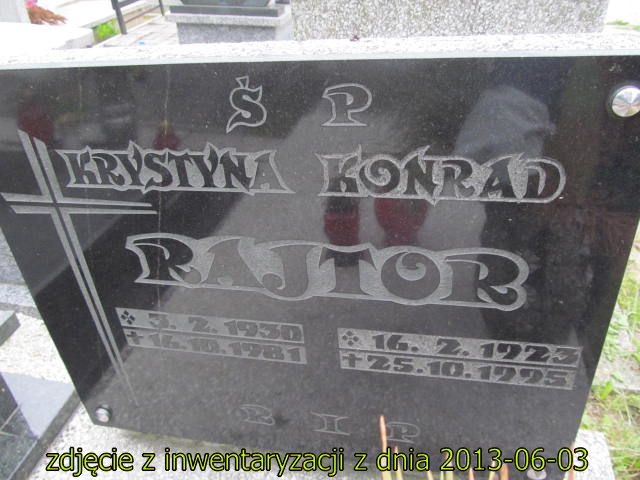 Ś P
KRYSTYNA KONRAD
RAJTOR
3. 2. 1930 16. 2. 1923
+ 16.10.1981 + 25.10.1995
R I P
zdjęcie z inwentaryzacji z dnia 2013-06-03